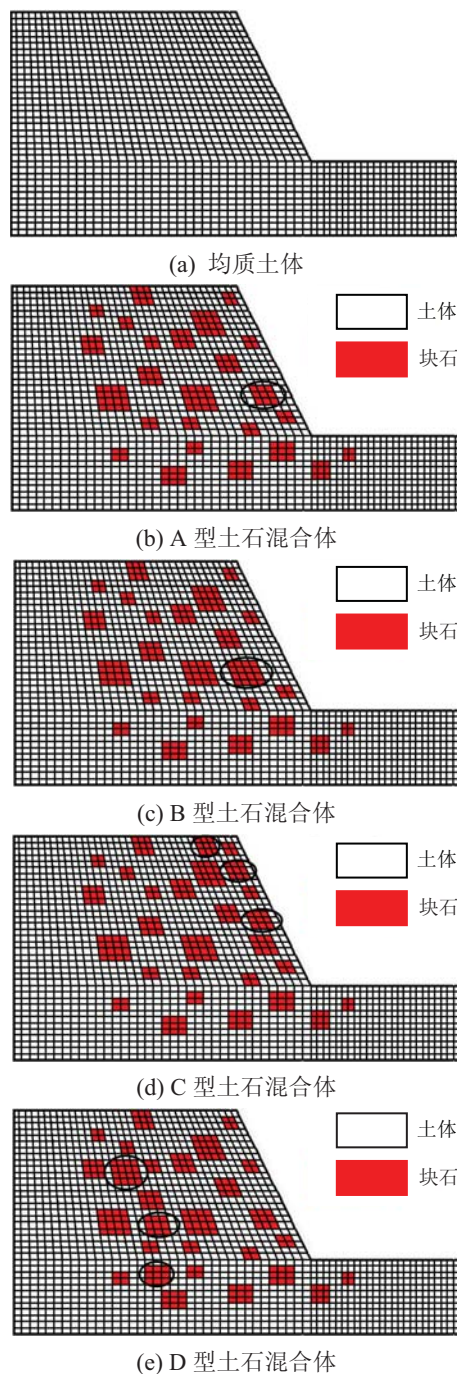 (a) 均质土体
土体
块石
(b) A 型土石混合体
土体
块石
(c) B 型土石混合体
土体
块石
(d) C 型土石混合体
土体
块石
(e) D 型土石混合体